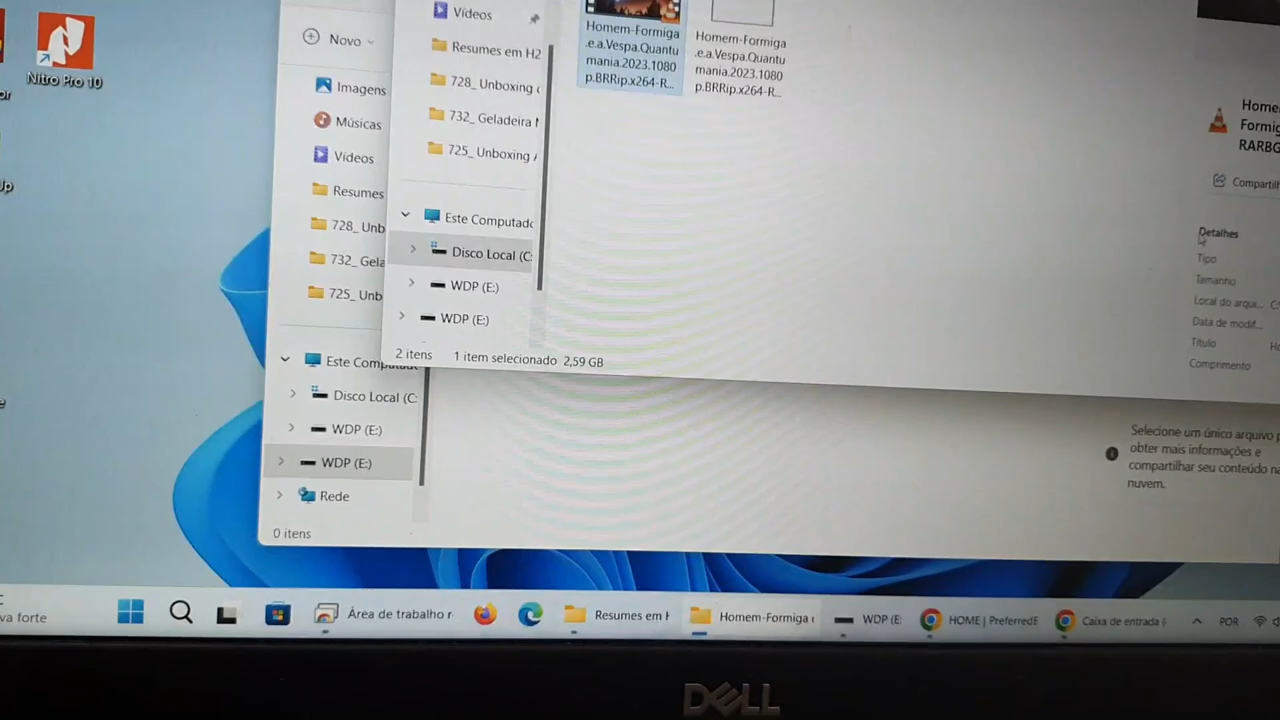 Nitro Pro 10
Novo
Imagens
Músicas
Vídeos
Resumes
728_ Unb
732_ Gela
725_ Unb
Este Comp
Disco Local (C:
WDP (E:)
WDP (E:)
Rede
0 itens
Vídeos
Resumes em H2
728_ Unboxing
732_ Geladeira
725_ Unboxing
Este Computad
Disco Local (C:
WDP (E:)
WDP (E:)
2 itens 1 item selecionado 2,59 GB
Homem-Formiga
.e.a.Vespa.Quantu
mania.2023.1080
p.BRRip.x264-R...
Homem-Formiga
.e.a.Vespa.Quantu
mania.2023.1080
p.BRRip.x264-R...
Home
Formig
RARBG
Compartil
Detalhes
Tipo
Tamanho
Local do arqu...
Data de modif...
Título
Comprimento
Selecione um único arquivo p
obter mais informações e
compartilhar seu conteúdo na
nuvem.
va forte
Área de trabalho r
Resumes em H
Homem-Formiga
WDP (E:
HOME | PreferredE
Caixa de entrada
POR
DELL